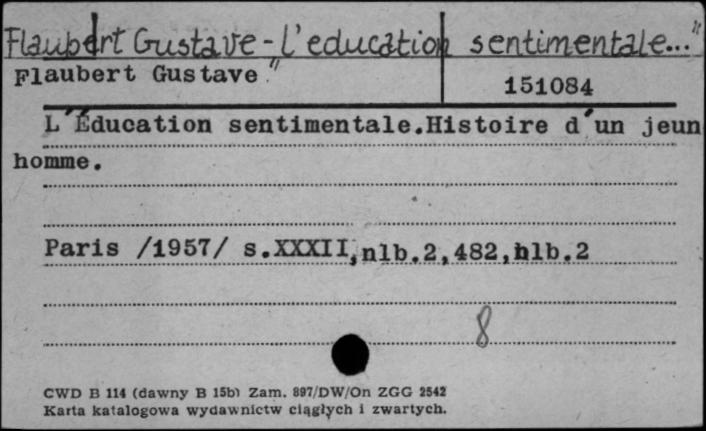 Flaubert Gustave - "L'education sentimentale..."
Flaubert Gustave
151084
L'Éducation sentimentale.Histoire d'un jeun
homme.
Paris /1957/ s.XXXII,nlb.2,482,nlb.2
8
CWD B 114 (dawny B 15b) Zam. 897/DW/On ZGG 2542
Karta katalogowa wydawnictw ciągłych i zwartych.